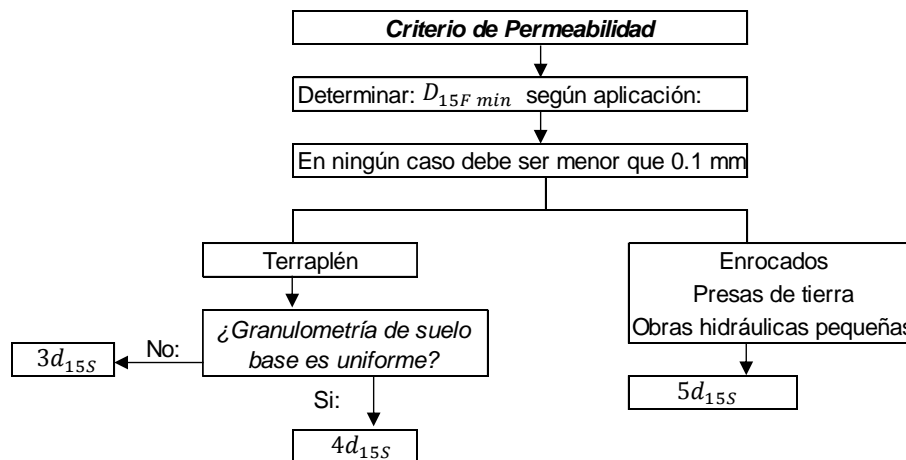 Criterio de Permeabilidad
Determinar: D₁₅F min según aplicación:
En ningún caso debe ser menor que 0.1 mm
Terraplén
Enrocados
Presas de tierra
Obras hidráulicas pequeñas
¿Granulometría de suelo
base es uniforme?
No:
3d₁₅S
Si:
4d₁₅S
5d₁₅S